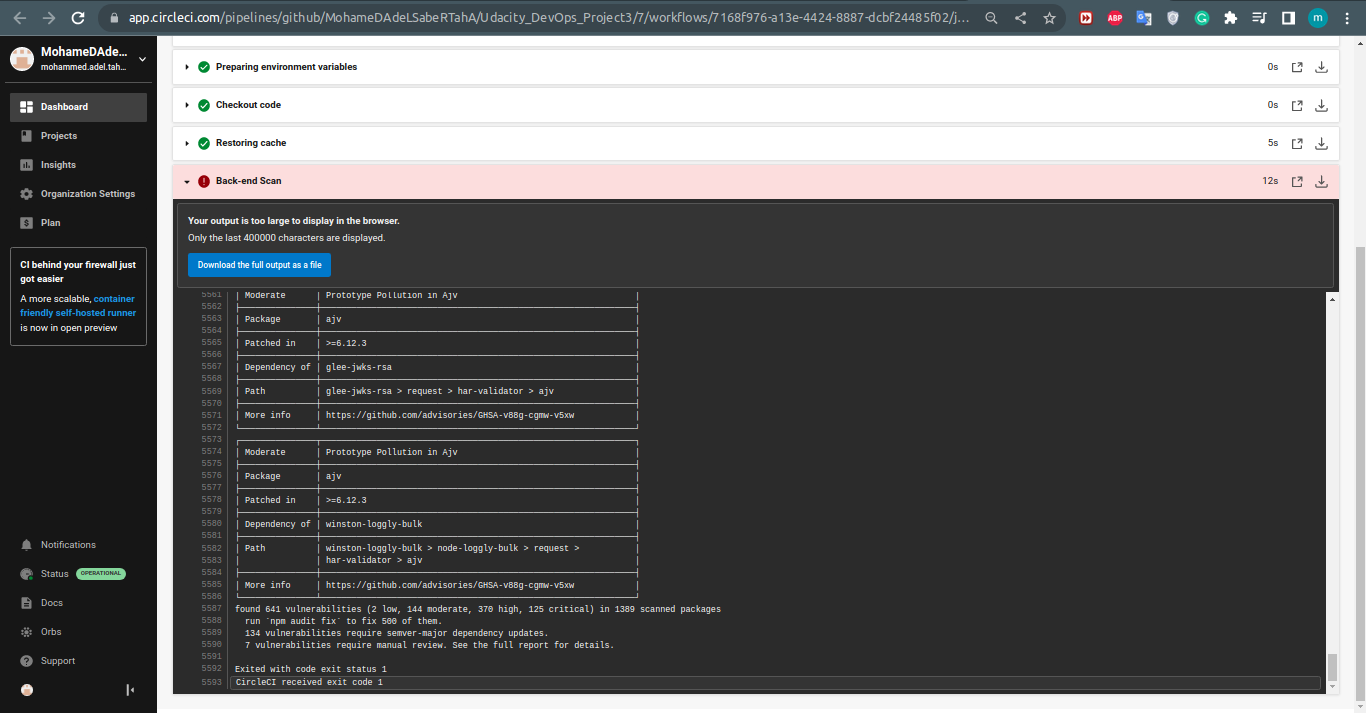 app.circleci.com/pipelines/github/MohameDAdeLSabeRTahA/Udacity_DevOps_Project3/7/workflows/7168f976-a13e-4424-8887-dcbf24485f02/j...
ABP
m
MohameDAde...
mohammed.adel.tah...
Dashboard
Projects
Insights
Organization Settings
Plan
CI behind your firewall just
got easier
A more scalable, container
friendly self-hosted runner
is now in open preview
Notifications
Status OPERATIONAL
Docs
Orbs
Support
Preparing environment variables 0s
Checkout code 0s
Restoring cache 5s
Back-end Scan 12s
Your output is too large to display in the browser.
Only the last 400000 characters are displayed.
Download the full output as a file
5561 Moderate Prototype Pollution in Ajv
5562
5563 Package ajv
5564
5565 Patched in >=6.12.3
5566
5567 Dependency of glee-jwks-rsa
5568
5569 Path glee-jwks-rsa > request > har-validator > ajv
5570
5571 More info https://github.com/advisories/GHSA-v88g-cgmw-v5xw
5572
5573
5574 Moderate Prototype Pollution in Ajv
5575
5576 Package ajv
5577
5578 Patched in >=6.12.3
5579
5580 Dependency of winston-loggly-bulk
5581
5582 Path winston-loggly-bulk > node-loggly-bulk > request >
5583 har-validator > ajv
5584
5585 More info https://github.com/advisories/GHSA-v88g-cgmw-v5xw
5586
5587 found 641 vulnerabilities (2 low, 144 moderate, 370 high, 125 critical) in 1389 scanned packages
5588 run `npm audit fix` to fix 500 of them.
5589 134 vulnerabilities require semver-major dependency updates.
5590 7 vulnerabilities require manual review. See the full report for details.
5591
5592 Exited with code exit status 1
5593 CircleCI received exit code 1